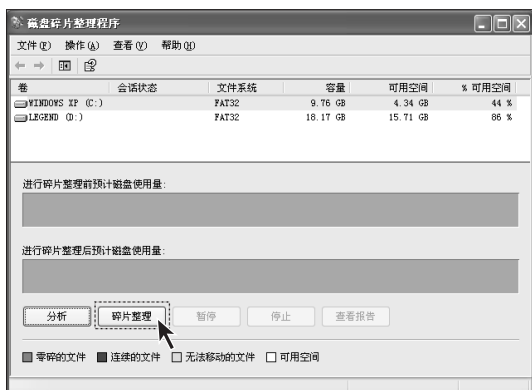 磁盘碎片整理程序
文件(F) 操作(A) 查看(V) 帮助(H)
卷 会话状态 文件系统 容量 可用空间 % 可用空间
WINDOWS XP (C:) FAT32 9.76 GB 4.34 GB 44 %
LEGEND (D:) FAT32 18.17 GB 15.71 GB 86 %
进行碎片整理前预计磁盘使用量:
进行碎片整理后预计磁盘使用量:
分析 碎片整理 暂停 停止 查看报告
零碎的文件 连续的文件 无法移动的文件 可用空间